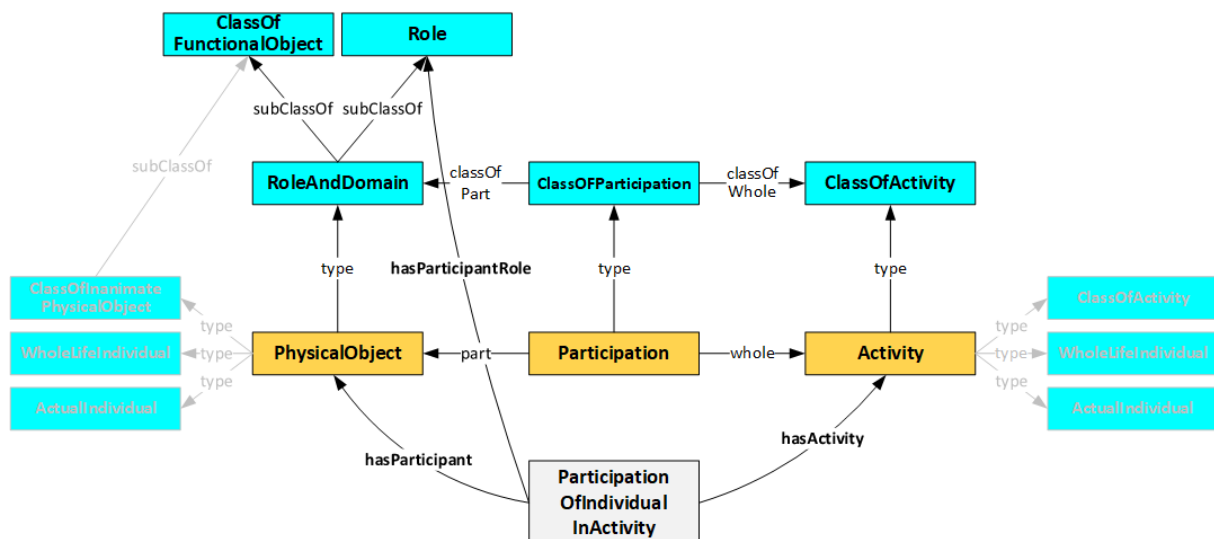 ClassOf
FunctionalObject
Role
subClassOf
subClassOf
subClassOf
RoleAndDomain
classOf
Part
ClassOFParticipation
classOf
Whole
ClassOfActivity
type
hasParticipantRole
type
type
ClassOfInanimate
PhysicalObject
type
type
ClassOfActivity
WholeLifeIndividual
type
PhysicalObject
part
Participation
whole
Activity
type
WholeLifeIndividual
ActualIndividual
type
type
ActualIndividual
hasParticipant
hasActivity
Participation
OfIndividual
InActivity